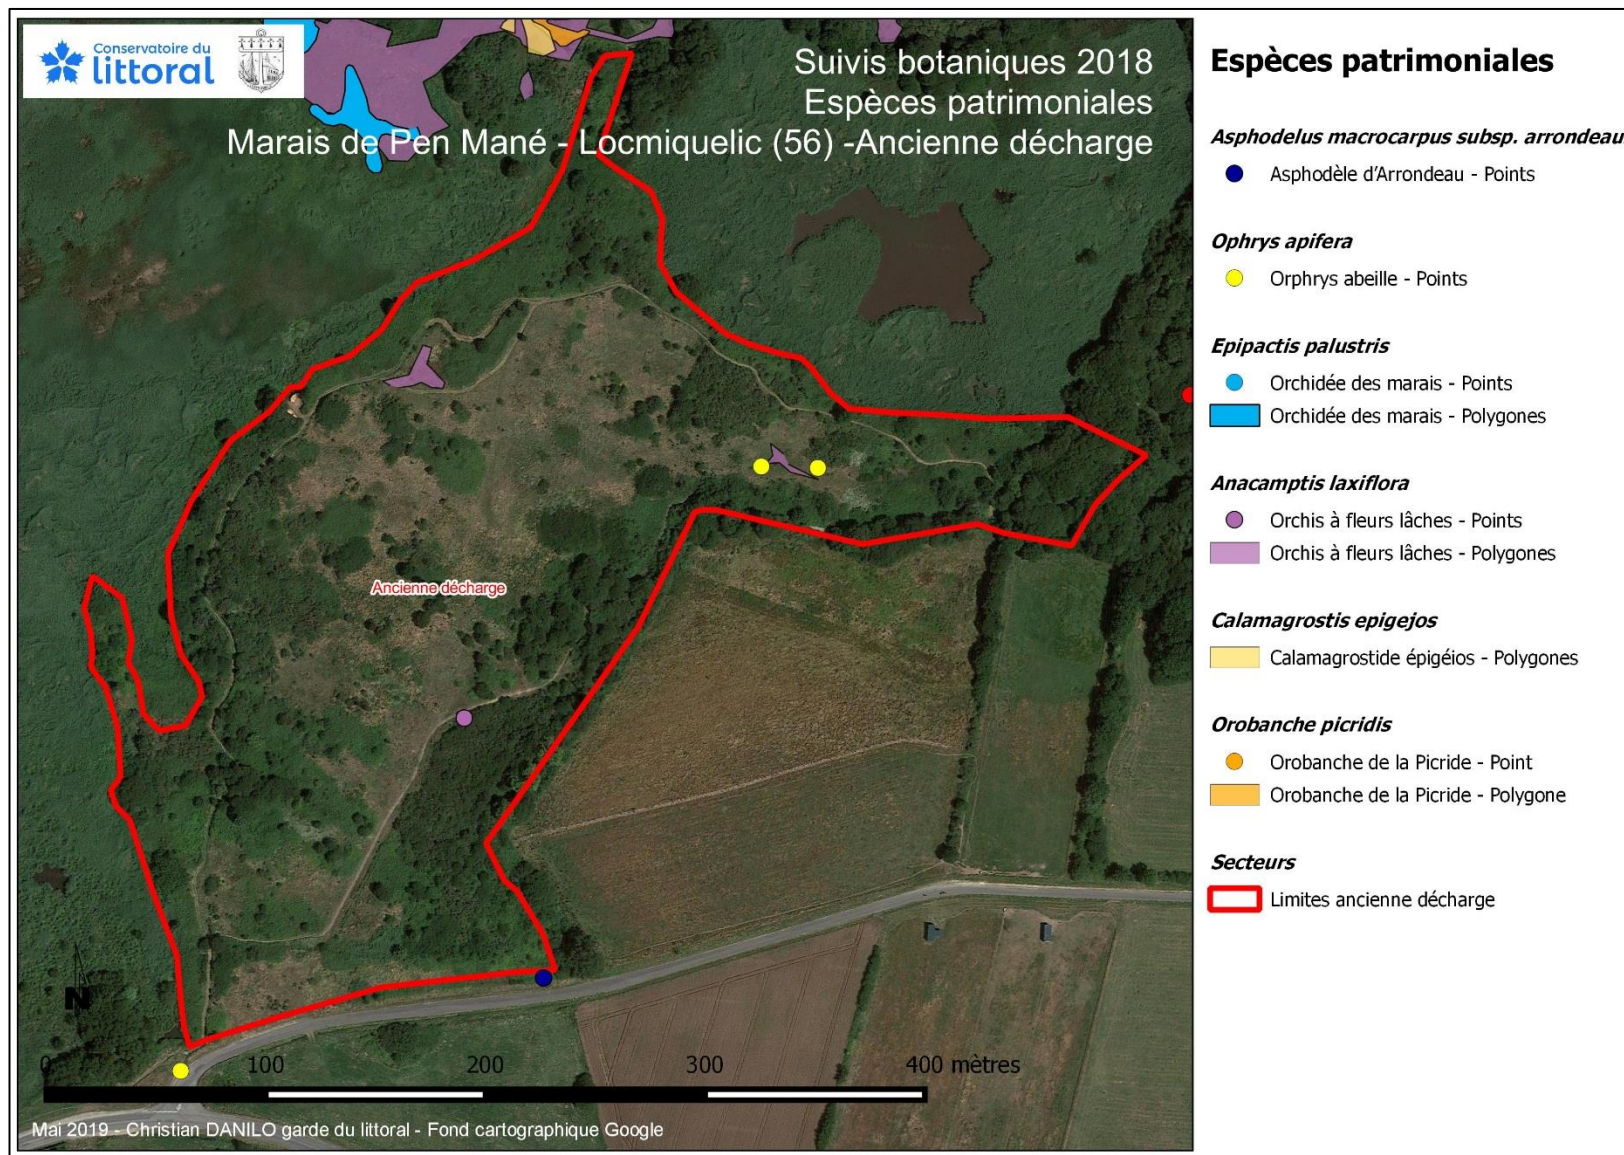 Conservatoire du
littoral
Suivis botaniques 2018
Espèces patrimoniales
Marais de Pen Mané - Locmiquelic (56) -Ancienne décharge
Ancienne décharge
N
0 100 200 300 400 mètres
Mai 2019 - Christian DANILO garde du littoral - Fond cartographique Google
Espèces patrimoniales
Asphodelus macrocarpus subsp. arrondeau
Asphodèle d'Arrondeau - Points
Ophrys apifera
Orphrys abeille - Points
Epipactis palustris
Orchidée des marais - Points
Orchidée des marais - Polygones
Anacamptis laxiflora
Orchis à fleurs lâches - Points
Orchis à fleurs lâches - Polygones
Calamagrostis epigejos
Calamagrostide épigéios - Polygones
Orobanche picridis
Orobanche de la Picride - Point
Orobanche de la Picride - Polygone
Secteurs
Limites ancienne décharge